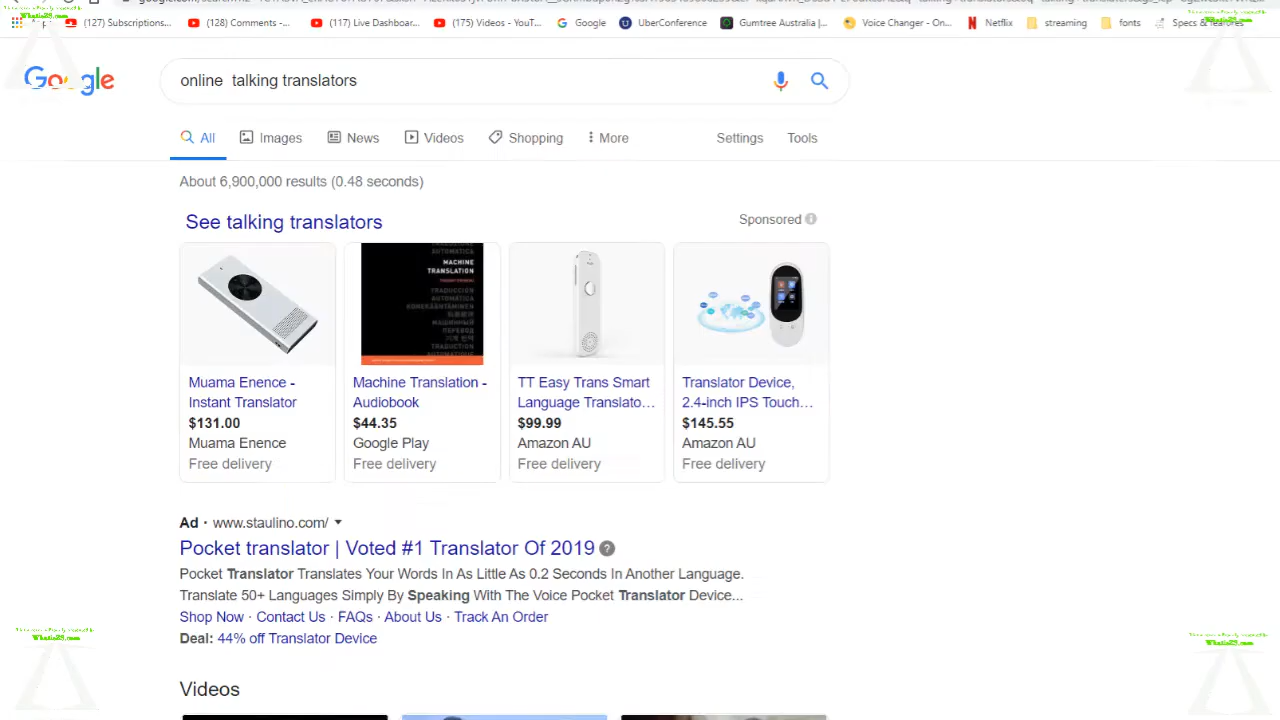 (127) Subscriptions... (128) Comments -... (117) Live Dashboar... (175) Videos - YouT... Google UberConference Gumtree Australia |... Voice Changer - On... Netflix streaming fonts Specs & features
Google
online talking translators
All Images News Videos Shopping More Settings Tools
About 6,900,000 results (0.48 seconds)
See talking translators Sponsored
MACHINE
TRANSLATION
Muama Enence -
Instant Translator
$131.00
Muama Enence
Free delivery
Machine Translation -
Audiobook
$44.35
Google Play
Free delivery
TT Easy Trans Smart
Language Translato...
$99.99
Amazon AU
Free delivery
Translator Device,
2.4-inch IPS Touch...
$145.55
Amazon AU
Free delivery
Ad · www.staulino.com/
Pocket translator | Voted #1 Translator Of 2019
Pocket Translator Translates Your Words In As Little As 0.2 Seconds In Another Language.
Translate 50+ Languages Simply By Speaking With The Voice Pocket Translator Device...
Shop Now · Contact Us · FAQs · About Us · Track An Order
Deal: 44% off Translator Device
Videos